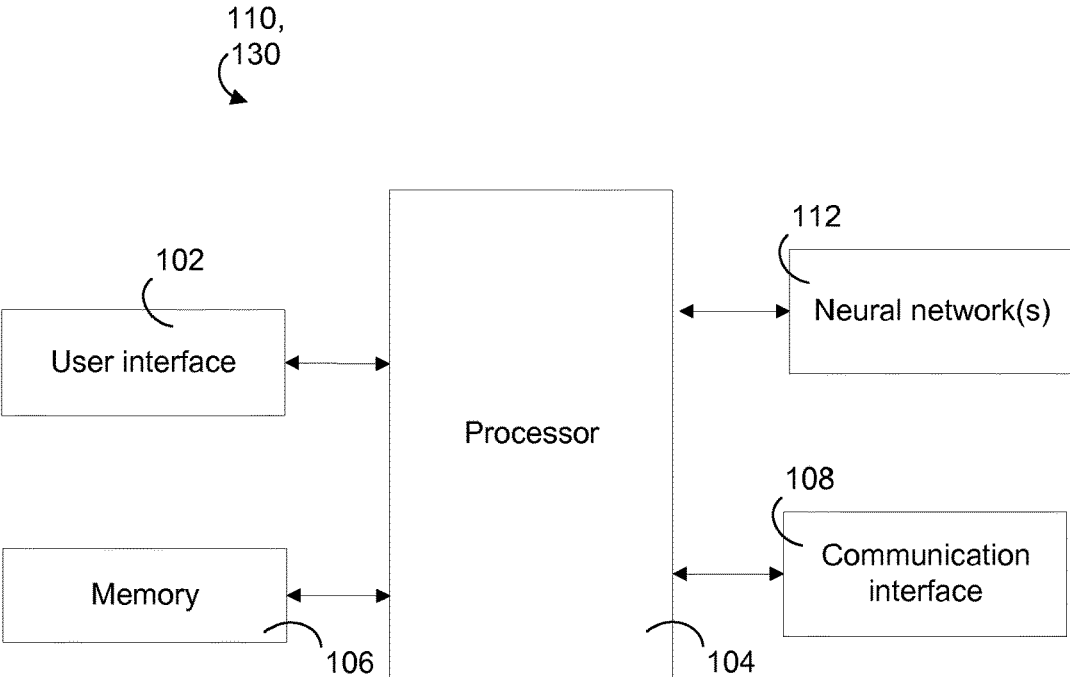 110,
130
112
102
Neural network(s)
User interface
Processor
108
Communication
interface
Memory
106
104